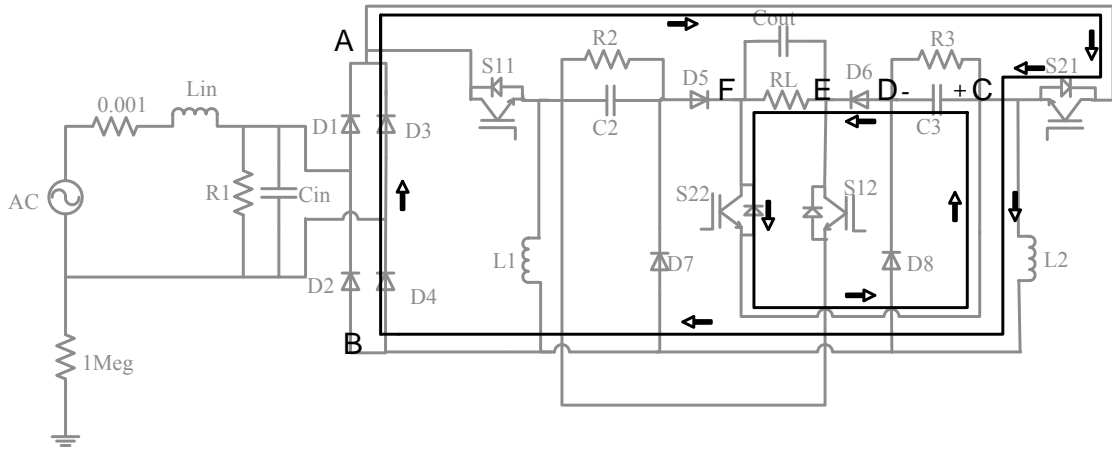 Cout
A
R2
R3
S11
D5
F
RL
E
D6
D
-
+
C
S21
Lin
0.001
C2
C3
D1
D3
AC
R1
Cin
S22
S12
L1
D7
D8
L2
D2
D4
B
1Meg